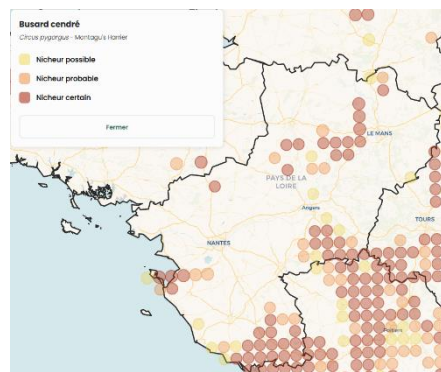 Busard cendré
Circus pygargus - Montagu's Harrier
Nicheur possible
Nicheur probable
Nicheur certain
Fermer
LE MANS
PAYS DE LA
LOIRE
Angers
TOURS
NANTES
Poitiers